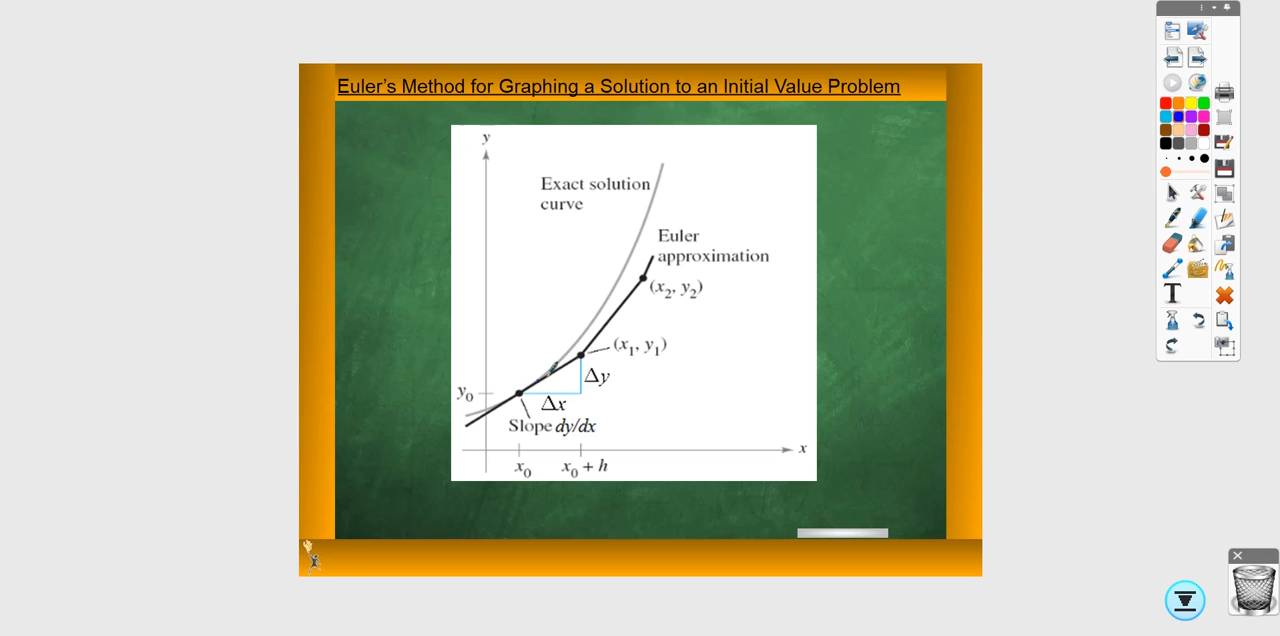 Euler’s Method for Graphing a Solution to an Initial Value Problem
y
Exact solution
curve
Euler
approximation
(x₂, y₂)
(x₁, y₁)
Δy
y₀
Δx
Slope dy/dx
x
x₀
x₀ + h
T